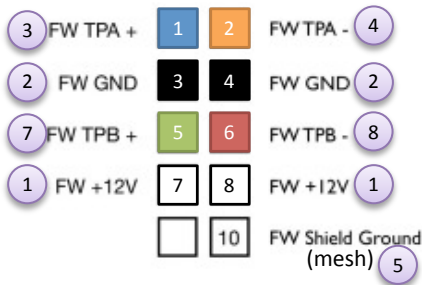 3 FW TPA + 1 2 FW TPA - 4
2 FW GND 3 4 FW GND 2
7 FW TPB + 5 6 FW TPB - 8
1 FW +12V 7 8 FW +12V 1
10 FW Shield Ground
(mesh) 5